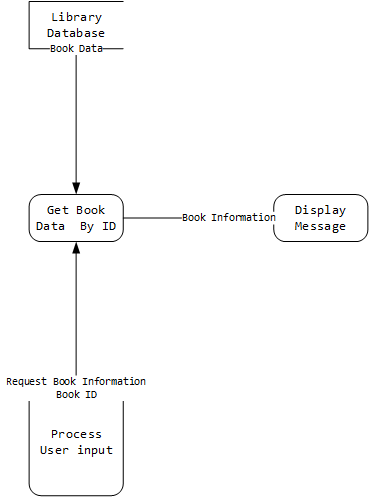 Library
Database
Book Data
Get Book
Data  By ID
Book Information
Display
Message
Request Book Information
Book ID
Process
User input